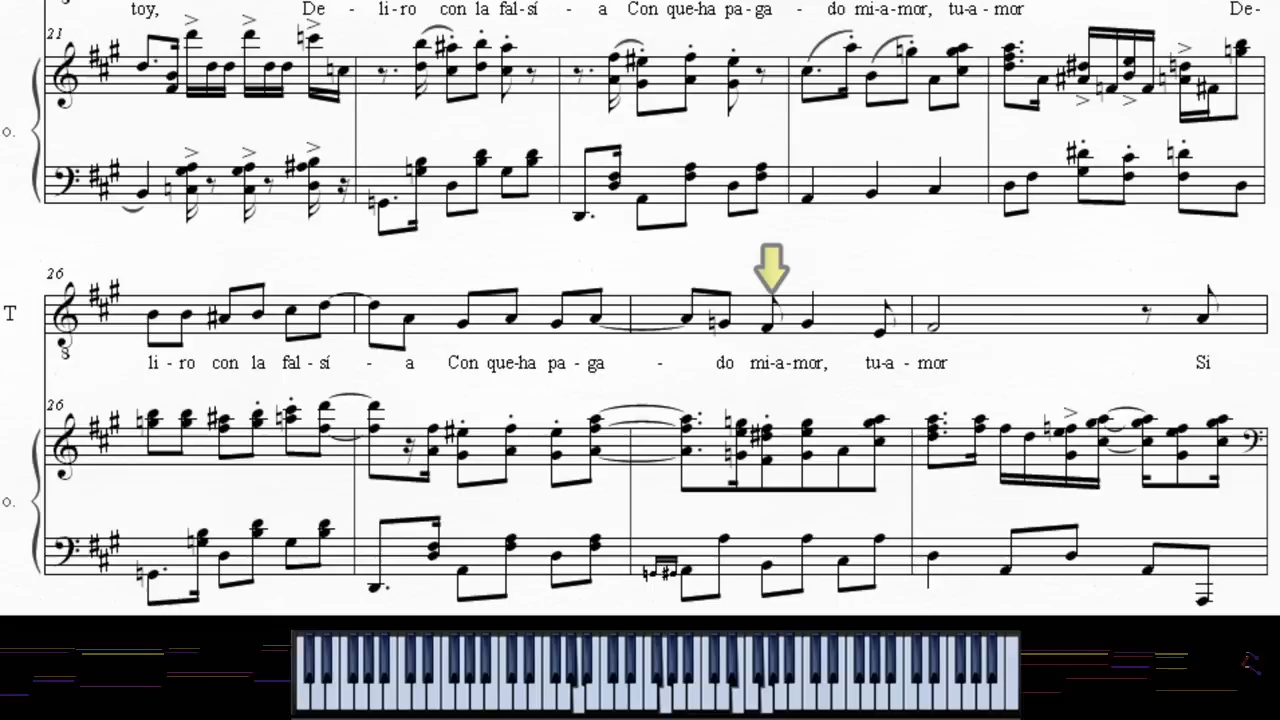 toy, De - li - ro con la fal - sí - a Con que-ha pa - ga - do mi-a-mor, tu-a - mor De -
21
o.
26
T
8
li - ro con la fal - sí - a Con que-ha pa - ga - do mi-a-mor, tu-a - mor Si
26
o.